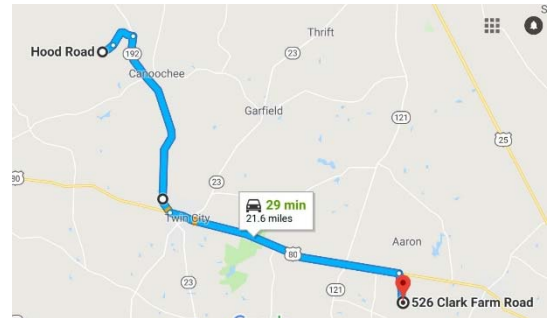 S
Thrift
Hood Road
192
23
Canoochee
Garfield
121
25
80
23
29 min
21.6 miles
Twin City
Aaron
80
23
121
526 Clark Farm Road